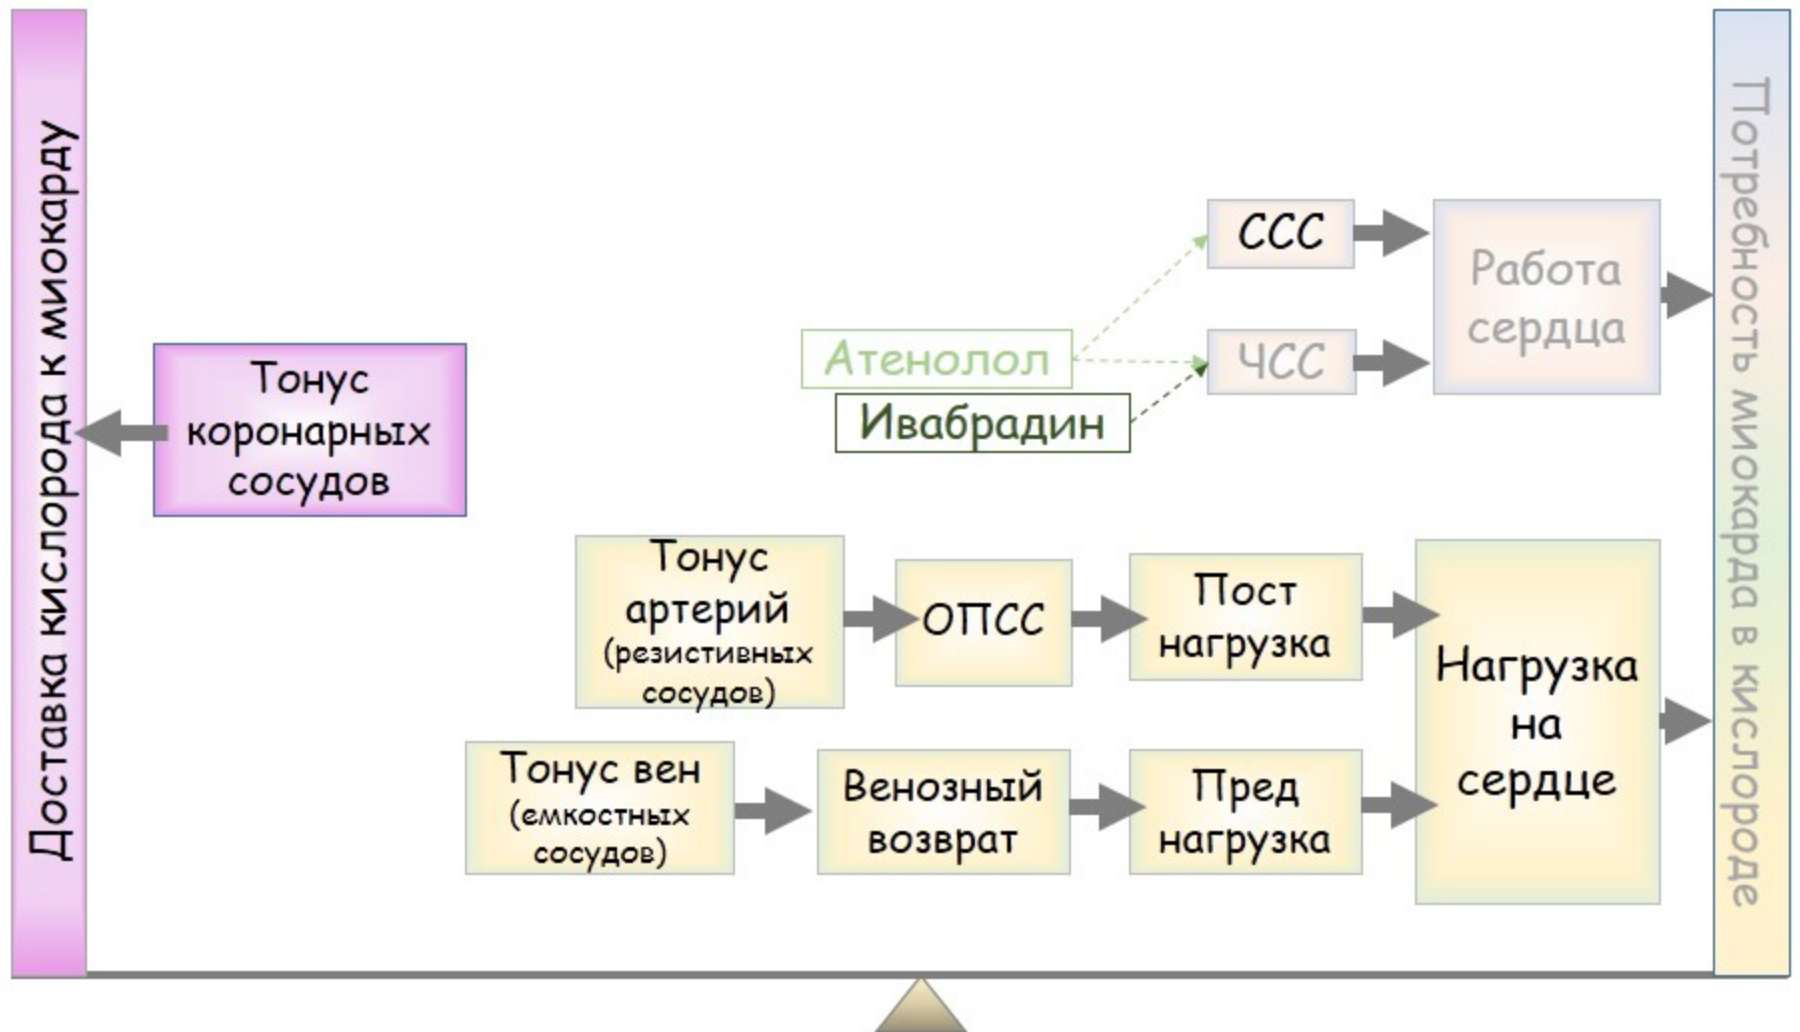 Доставка кислорода к миокарду
Тонус
коронарных
сосудов
ССС
ЧСС
Работа
сердца
Атенолол
Ивабрадин
Тонус
артерий
(резистивных
сосудов)
ОПСС
Пост
нагрузка
Тонус вен
(емкостных
сосудов)
Венозный
возврат
Пред
нагрузка
Нагрузка
на
сердце
Потребность миокарда в кислороде